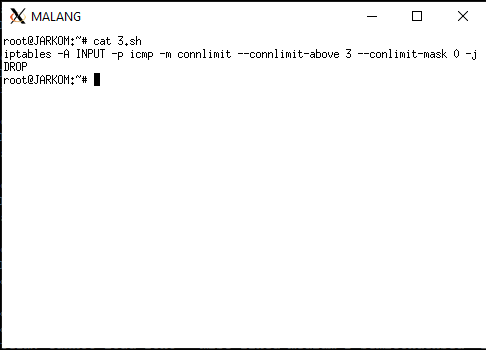 MALANG
root@JARKOM:~# cat 3.sh
iptables -A INPUT -p icmp -m connlimit --connlimit-above 3 --conlimit-mask 0 -j
DROP
root@JARKOM:~#